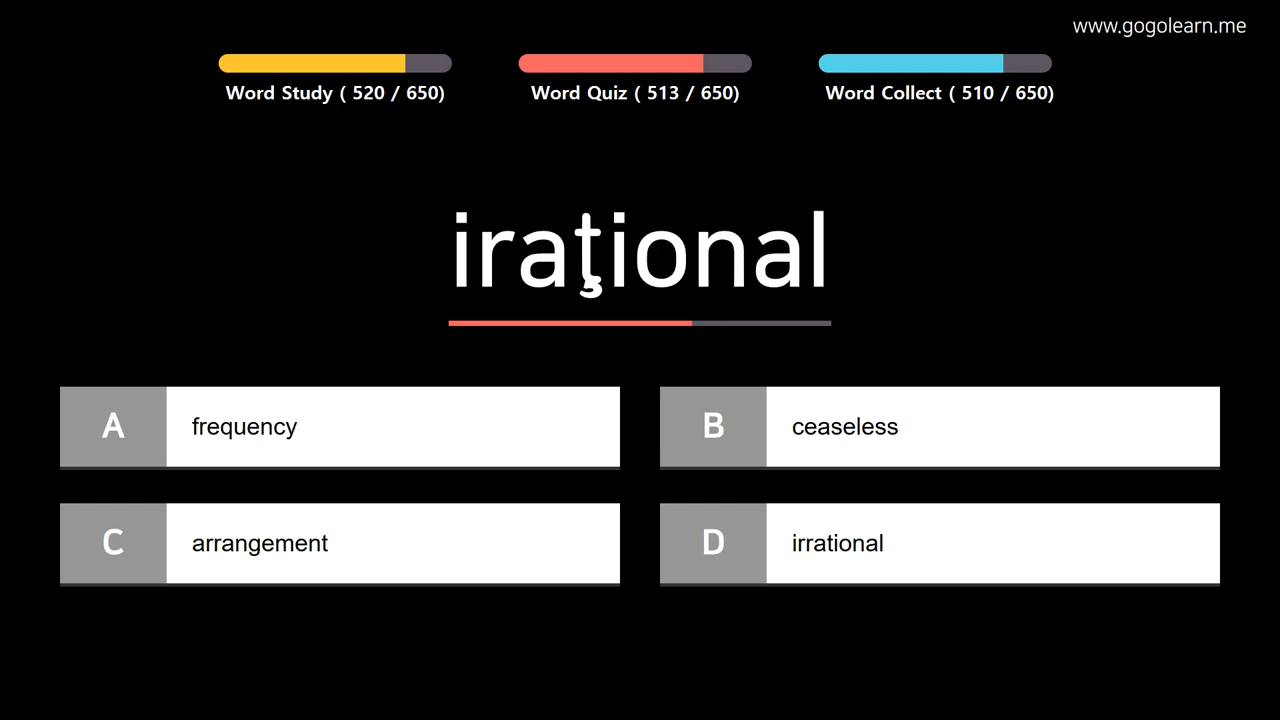 www.gogolearn.me
Word Study ( 520 / 650)
Word Quiz ( 513 / 650)
Word Collect ( 510 / 650)
iraţional
A frequency
B ceaseless
C arrangement
D irrational